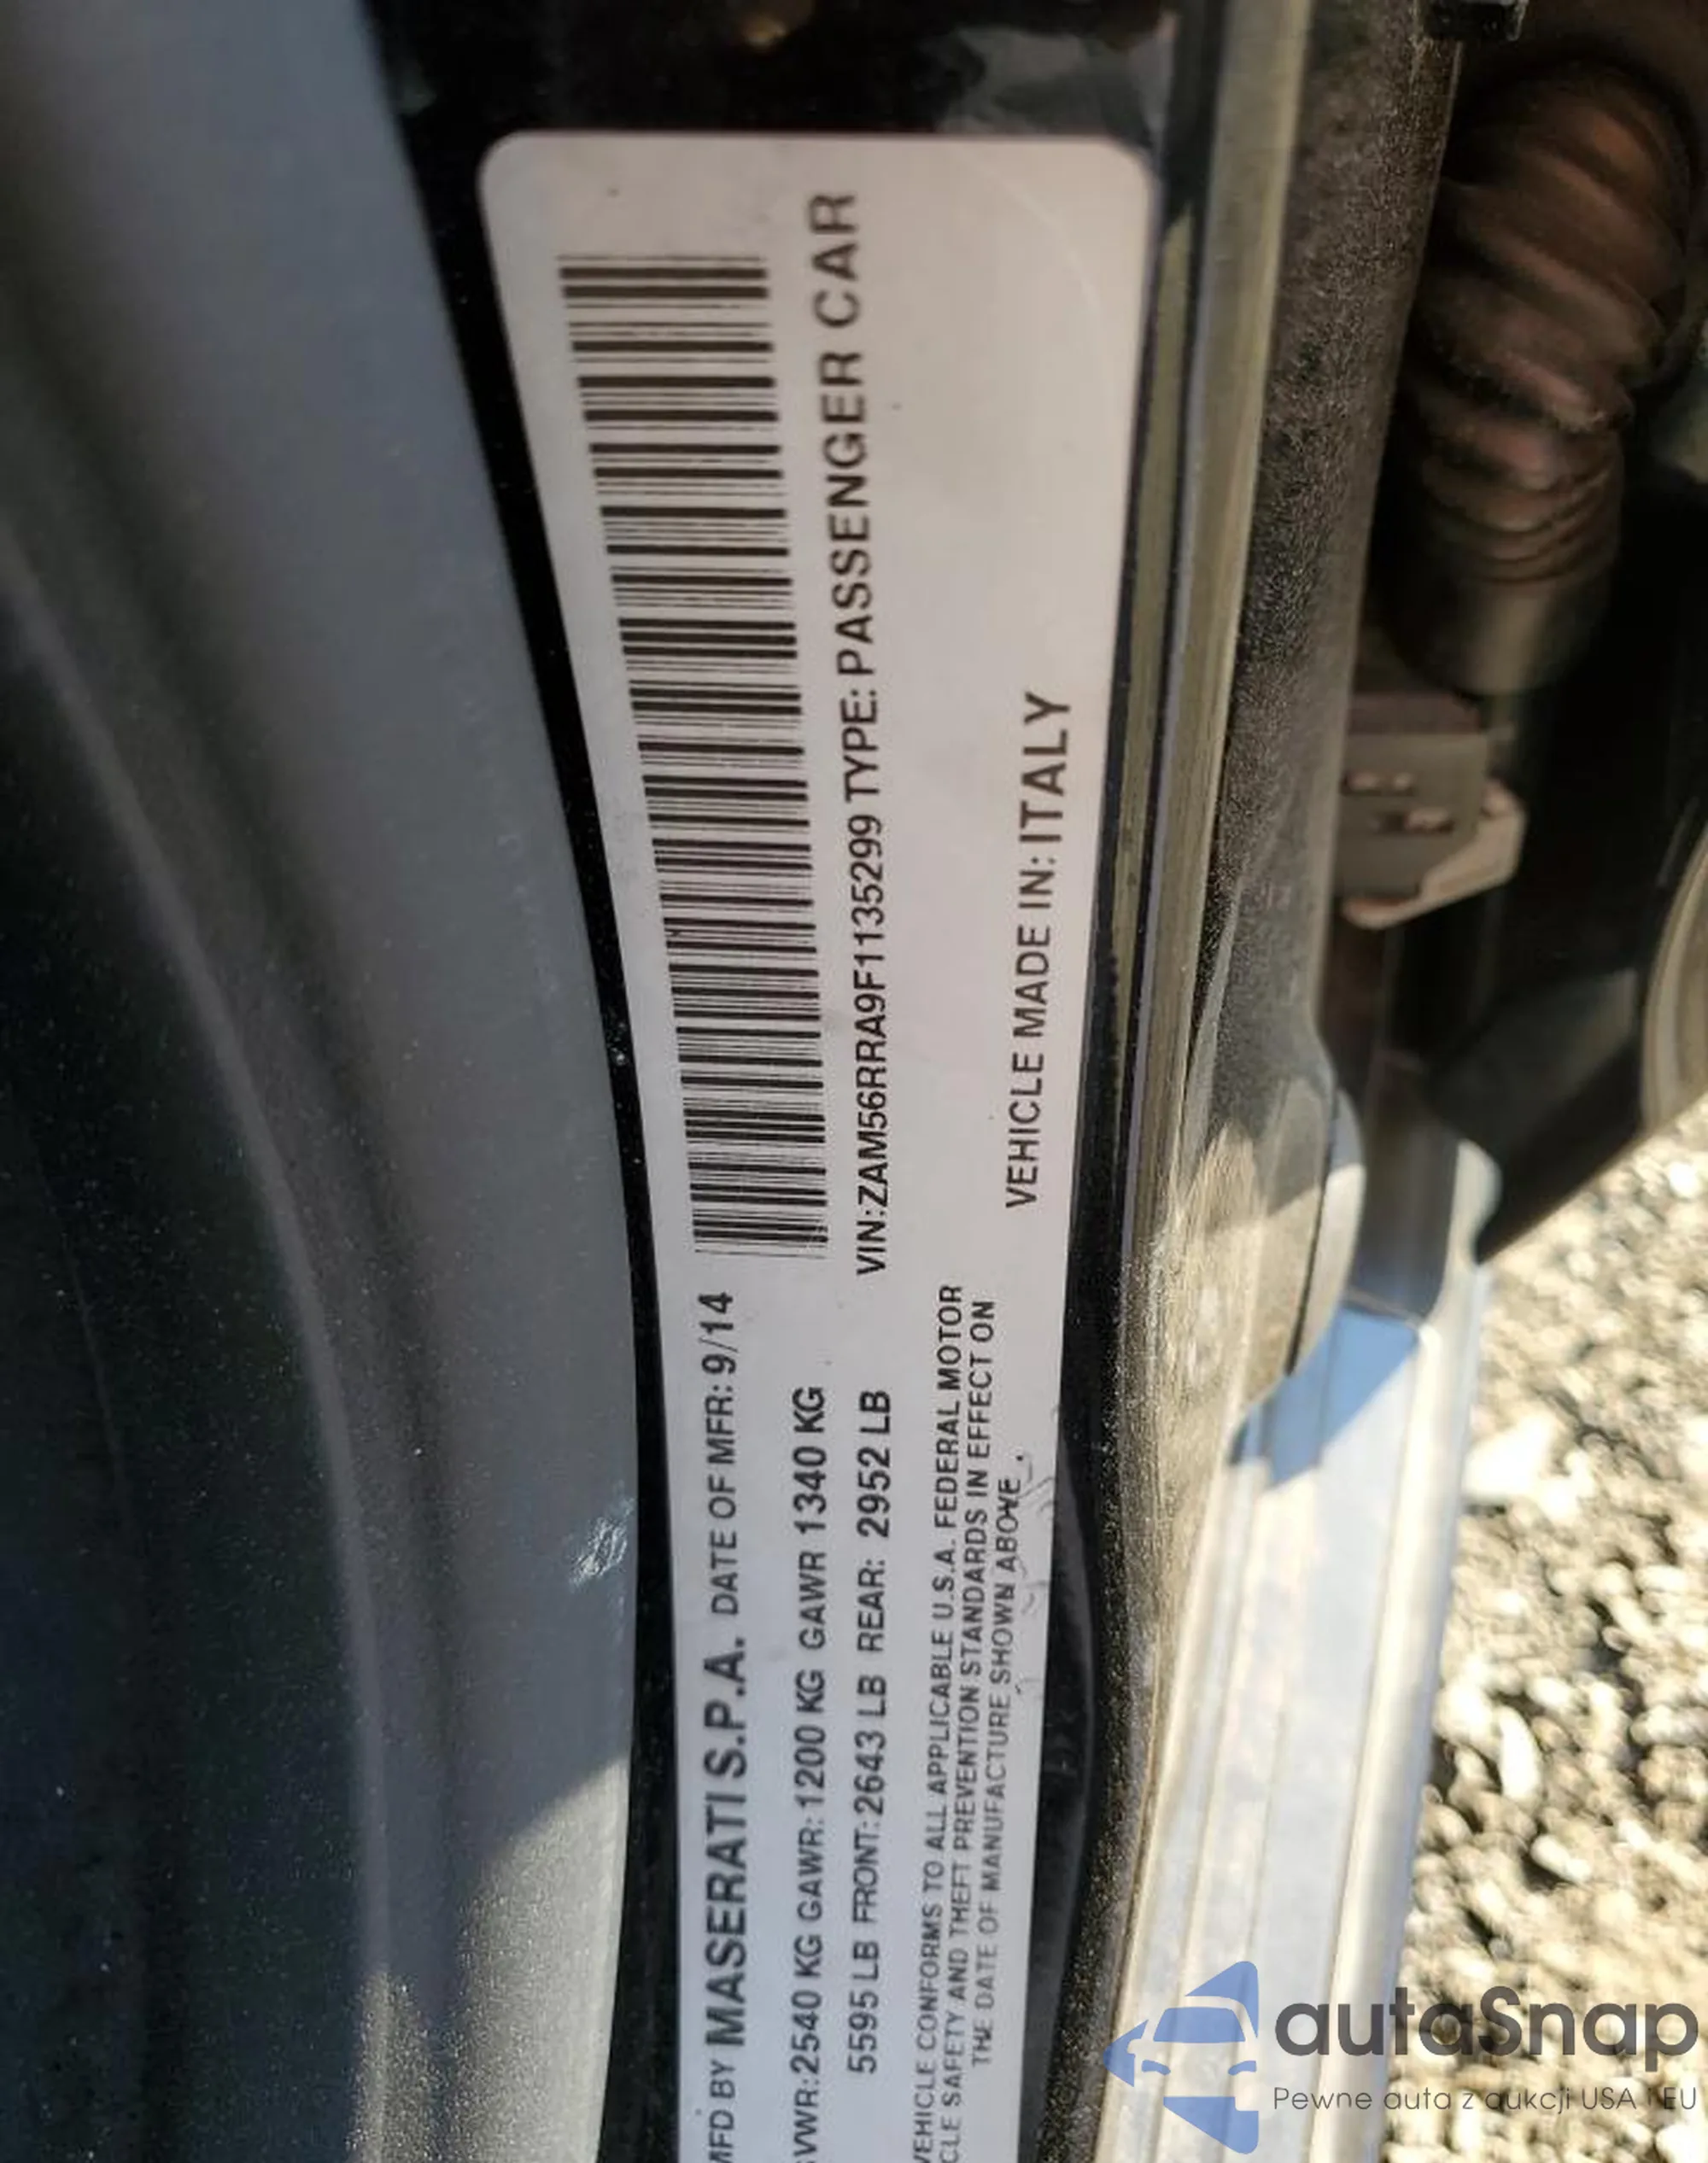 MFD BY MASERATI S.P.A. DATE OF MFR: 9/14
VWR:2540 KG GAWR:1200 KG GAWR 1340 KG
5595 LB FRONT:2643 LB REAR: 2952 LB
VIN:ZAM56RRA9F1135299 TYPE: PASSENGER CAR
VEHICLE CONFORMS TO ALL APPLICABLE U.S.A. FEDERAL MOTOR
CLE SAFETY AND THEFT PREVENTION STANDARDS IN EFFECT ON
THE DATE OF MANUFACTURE SHOWN ABOVE.
VEHICLE MADE IN: ITALY
autaSnap
Pewne auta z aukcji USA i EU